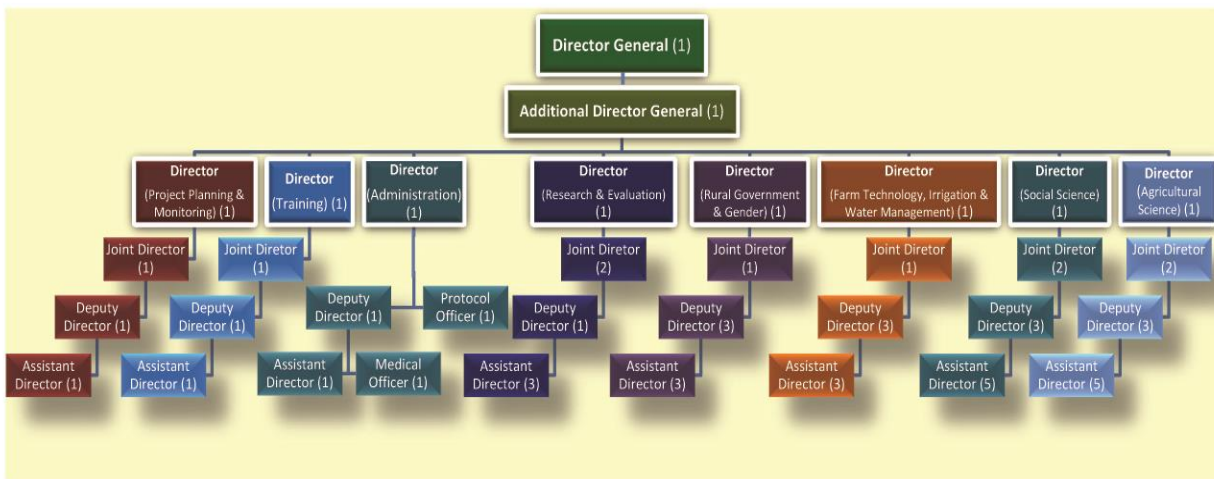 Director General (1)
Additional Director General (1)
Director
(Project Planning &
Monitoring) (1)
Director
(Training) (1)
Director
(Administration)
(1)
Director
(Research & Evaluation)
(1)
Director
(Rural Government
& Gender) (1)
Director
(Farm Technology, Irrigation &
Water Management) (1)
Director
(Social Science)
(1)
Director
(Agricultural
Science) (1)
Joint Director
(1)
Joint Diretor
(1)
Joint Diretor
(2)
Joint Diretor
(1)
Joint Diretor
(1)
Joint Diretor
(2)
Joint Diretor
(2)
Deputy
Director (1)
Deputy
Director (1)
Deputy
Director (1)
Protocol
Officer (1)
Deputy
Director (1)
Deputy
Director (3)
Deputy
Director (3)
Deputy
Director (3)
Deputy
Director (3)
Assistant
Director (1)
Assistant
Director (1)
Assistant
Director (1)
Medical
Officer (1)
Assistant
Director (3)
Assistant
Director (3)
Assistant
Director (3)
Assistant
Director (5)
Assistant
Director (5)